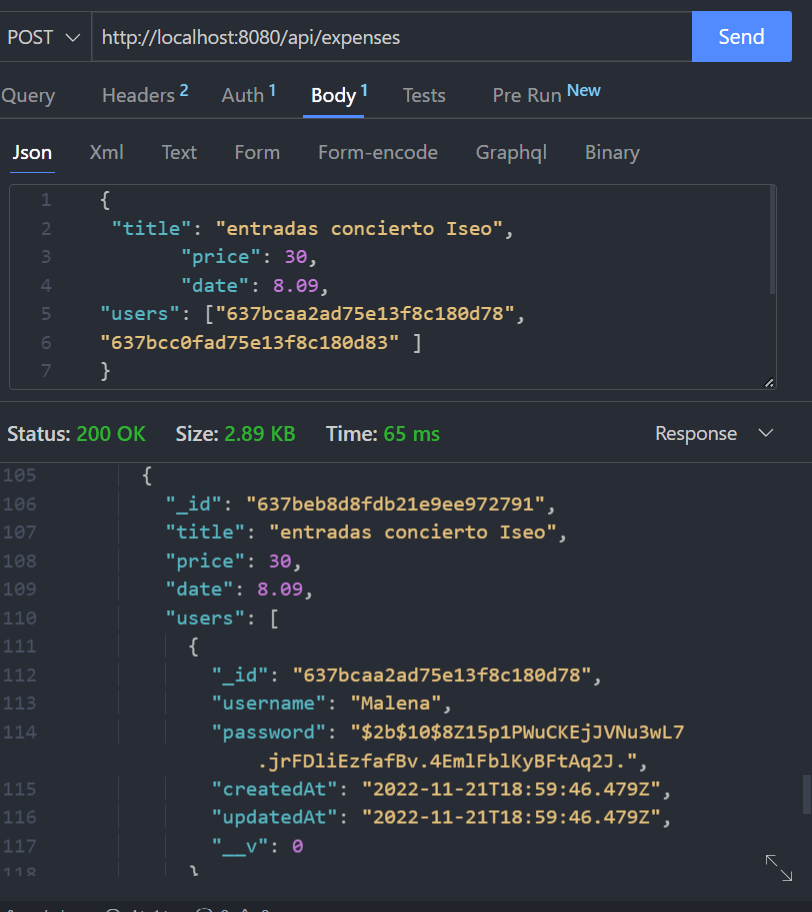 POST http://localhost:8080/api/expenses Send
Query Headers 2 Auth 1 Body 1 Tests Pre Run New
Json Xml Text Form Form-encode Graphql Binary
1 {
2 "title": "entradas concierto Iseo",
3 "price": 30,
4 "date": 8.09,
5 "users": ["637bcaa2ad75e13f8c180d78",
6 "637bcc0fad75e13f8c180d83" ]
7 }
Status: 200 OK Size: 2.89 KB Time: 65 ms Response
105 {
106 "_id": "637beb8d8fdb21e9ee972791",
107 "title": "entradas concierto Iseo",
108 "price": 30,
109 "date": 8.09,
110 "users": [
111 {
112 "_id": "637bcaa2ad75e13f8c180d78",
113 "username": "Malena",
114 "password": "$2b$10$8Z15p1PWuCKEjJVNu3wL7
.jrFDliEzfafBv.4EmlFblKyBFtAq2J.",
115 "createdAt": "2022-11-21T18:59:46.479Z",
116 "updatedAt": "2022-11-21T18:59:46.479Z",
117 "__v": 0
118 }